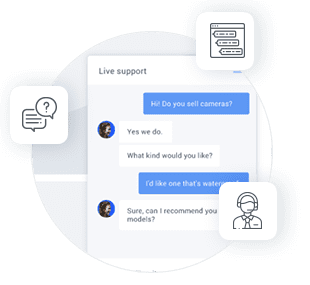 Live support
Hi! Do you sell cameras?
Yes we do.
What kind would you like?
I'd like one that's
Sure, can I recommend you
models?